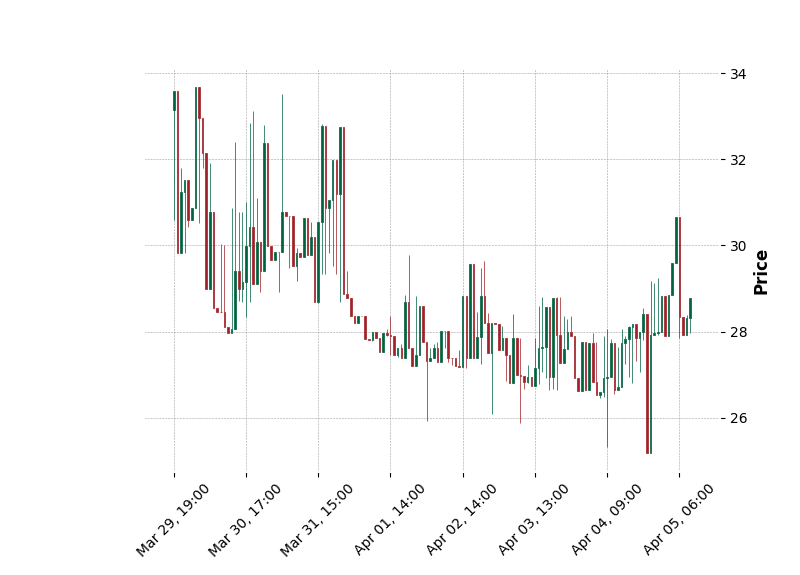 34
32
30
28
26
Price
Mar 29, 19:00
Mar 30, 17:00
Mar 31, 15:00
Apr 01, 14:00
Apr 02, 14:00
Apr 03, 13:00
Apr 04, 09:00
Apr 05, 06:00